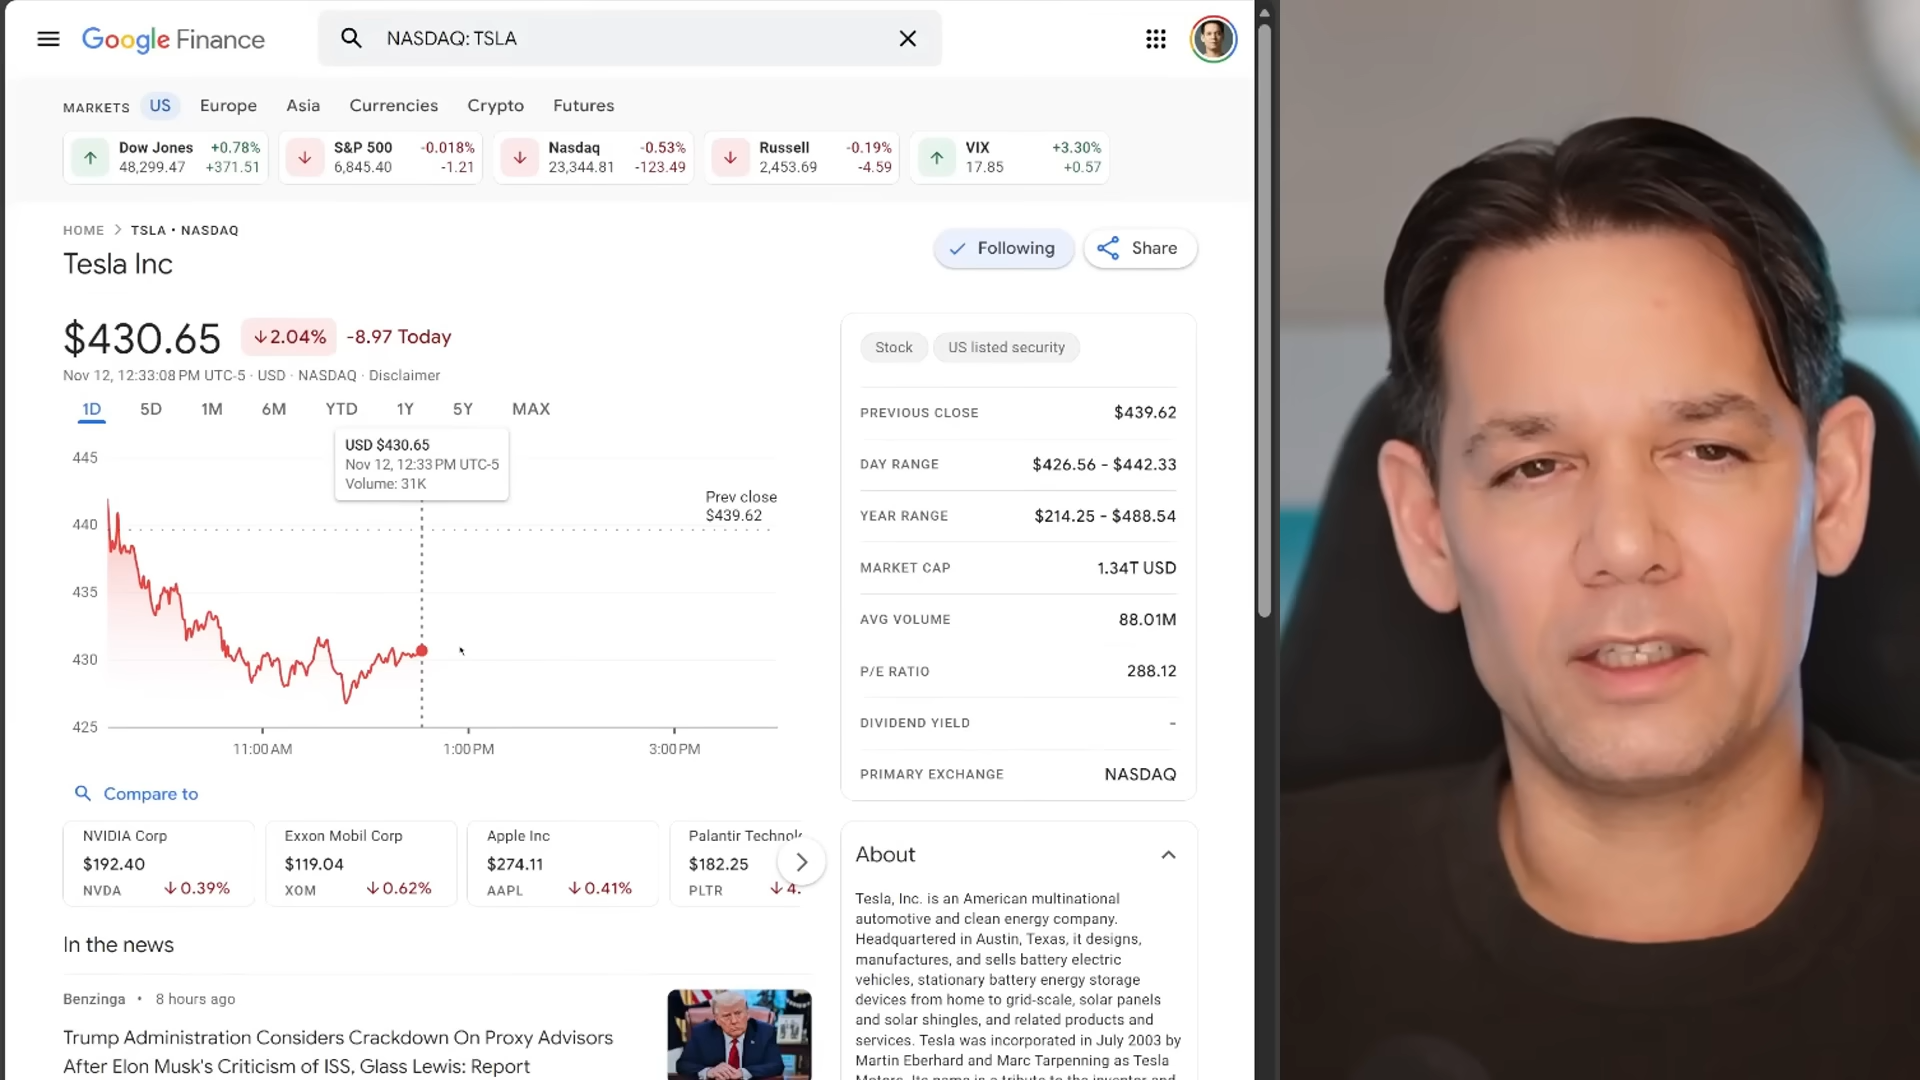 Google Finance
NASDAQ: TSLA
MARKETS US Europe Asia Currencies Crypto Futures
Dow Jones +0.78%
48,299.47 +371.51
S&P 500 -0.018%
6,845.40 -1.21
Nasdaq -0.53%
23,344.81 -123.49
Russell -0.19%
2,453.69 -4.59
VIX +3.30%
17.85 +0.57
HOME > TSLA • NASDAQ
Tesla Inc
Following
Share
$430.65 ↓2.04% -8.97 Today
Nov 12, 12:33:08 PM UTC-5 · USD · NASDAQ · Disclaimer
1D 5D 1M 6M YTD 1Y 5Y MAX
USD $430.65
Nov 12, 12:33 PM UTC-5
Volume: 31K
Prev close
$439.62
445
440
435
430
425
11:00 AM 1:00 PM 3:00 PM
Stock US listed security
PREVIOUS CLOSE $439.62
DAY RANGE $426.56 - $442.33
YEAR RANGE $214.25 - $488.54
MARKET CAP 1.34T USD
AVG VOLUME 88.01M
P/E RATIO 288.12
DIVIDEND YIELD -
PRIMARY EXCHANGE NASDAQ
Compare to
NVIDIA Corp
$192.40
NVDA ↓0.39%
Exxon Mobil Corp
$119.04
XOM ↓0.62%
Apple Inc
$274.11
AAPL ↓0.41%
Palantir Technol
$182.25
PLTR ↓4.
In the news
Benzinga • 8 hours ago
Trump Administration Considers Crackdown On Proxy Advisors
After Elon Musk's Criticism of ISS, Glass Lewis: Report
About
Tesla, Inc. is an American multinational
automotive and clean energy company.
Headquartered in Austin, Texas, it designs,
manufactures, and sells battery electric
vehicles, stationary battery energy storage
devices from home to grid-scale, solar panels
and solar shingles, and related products and
services. Tesla was incorporated in July 2003 by
Martin Eberhard and Marc Tarpenning as Tesla
Motors. Its name is a tribute to the inventor and